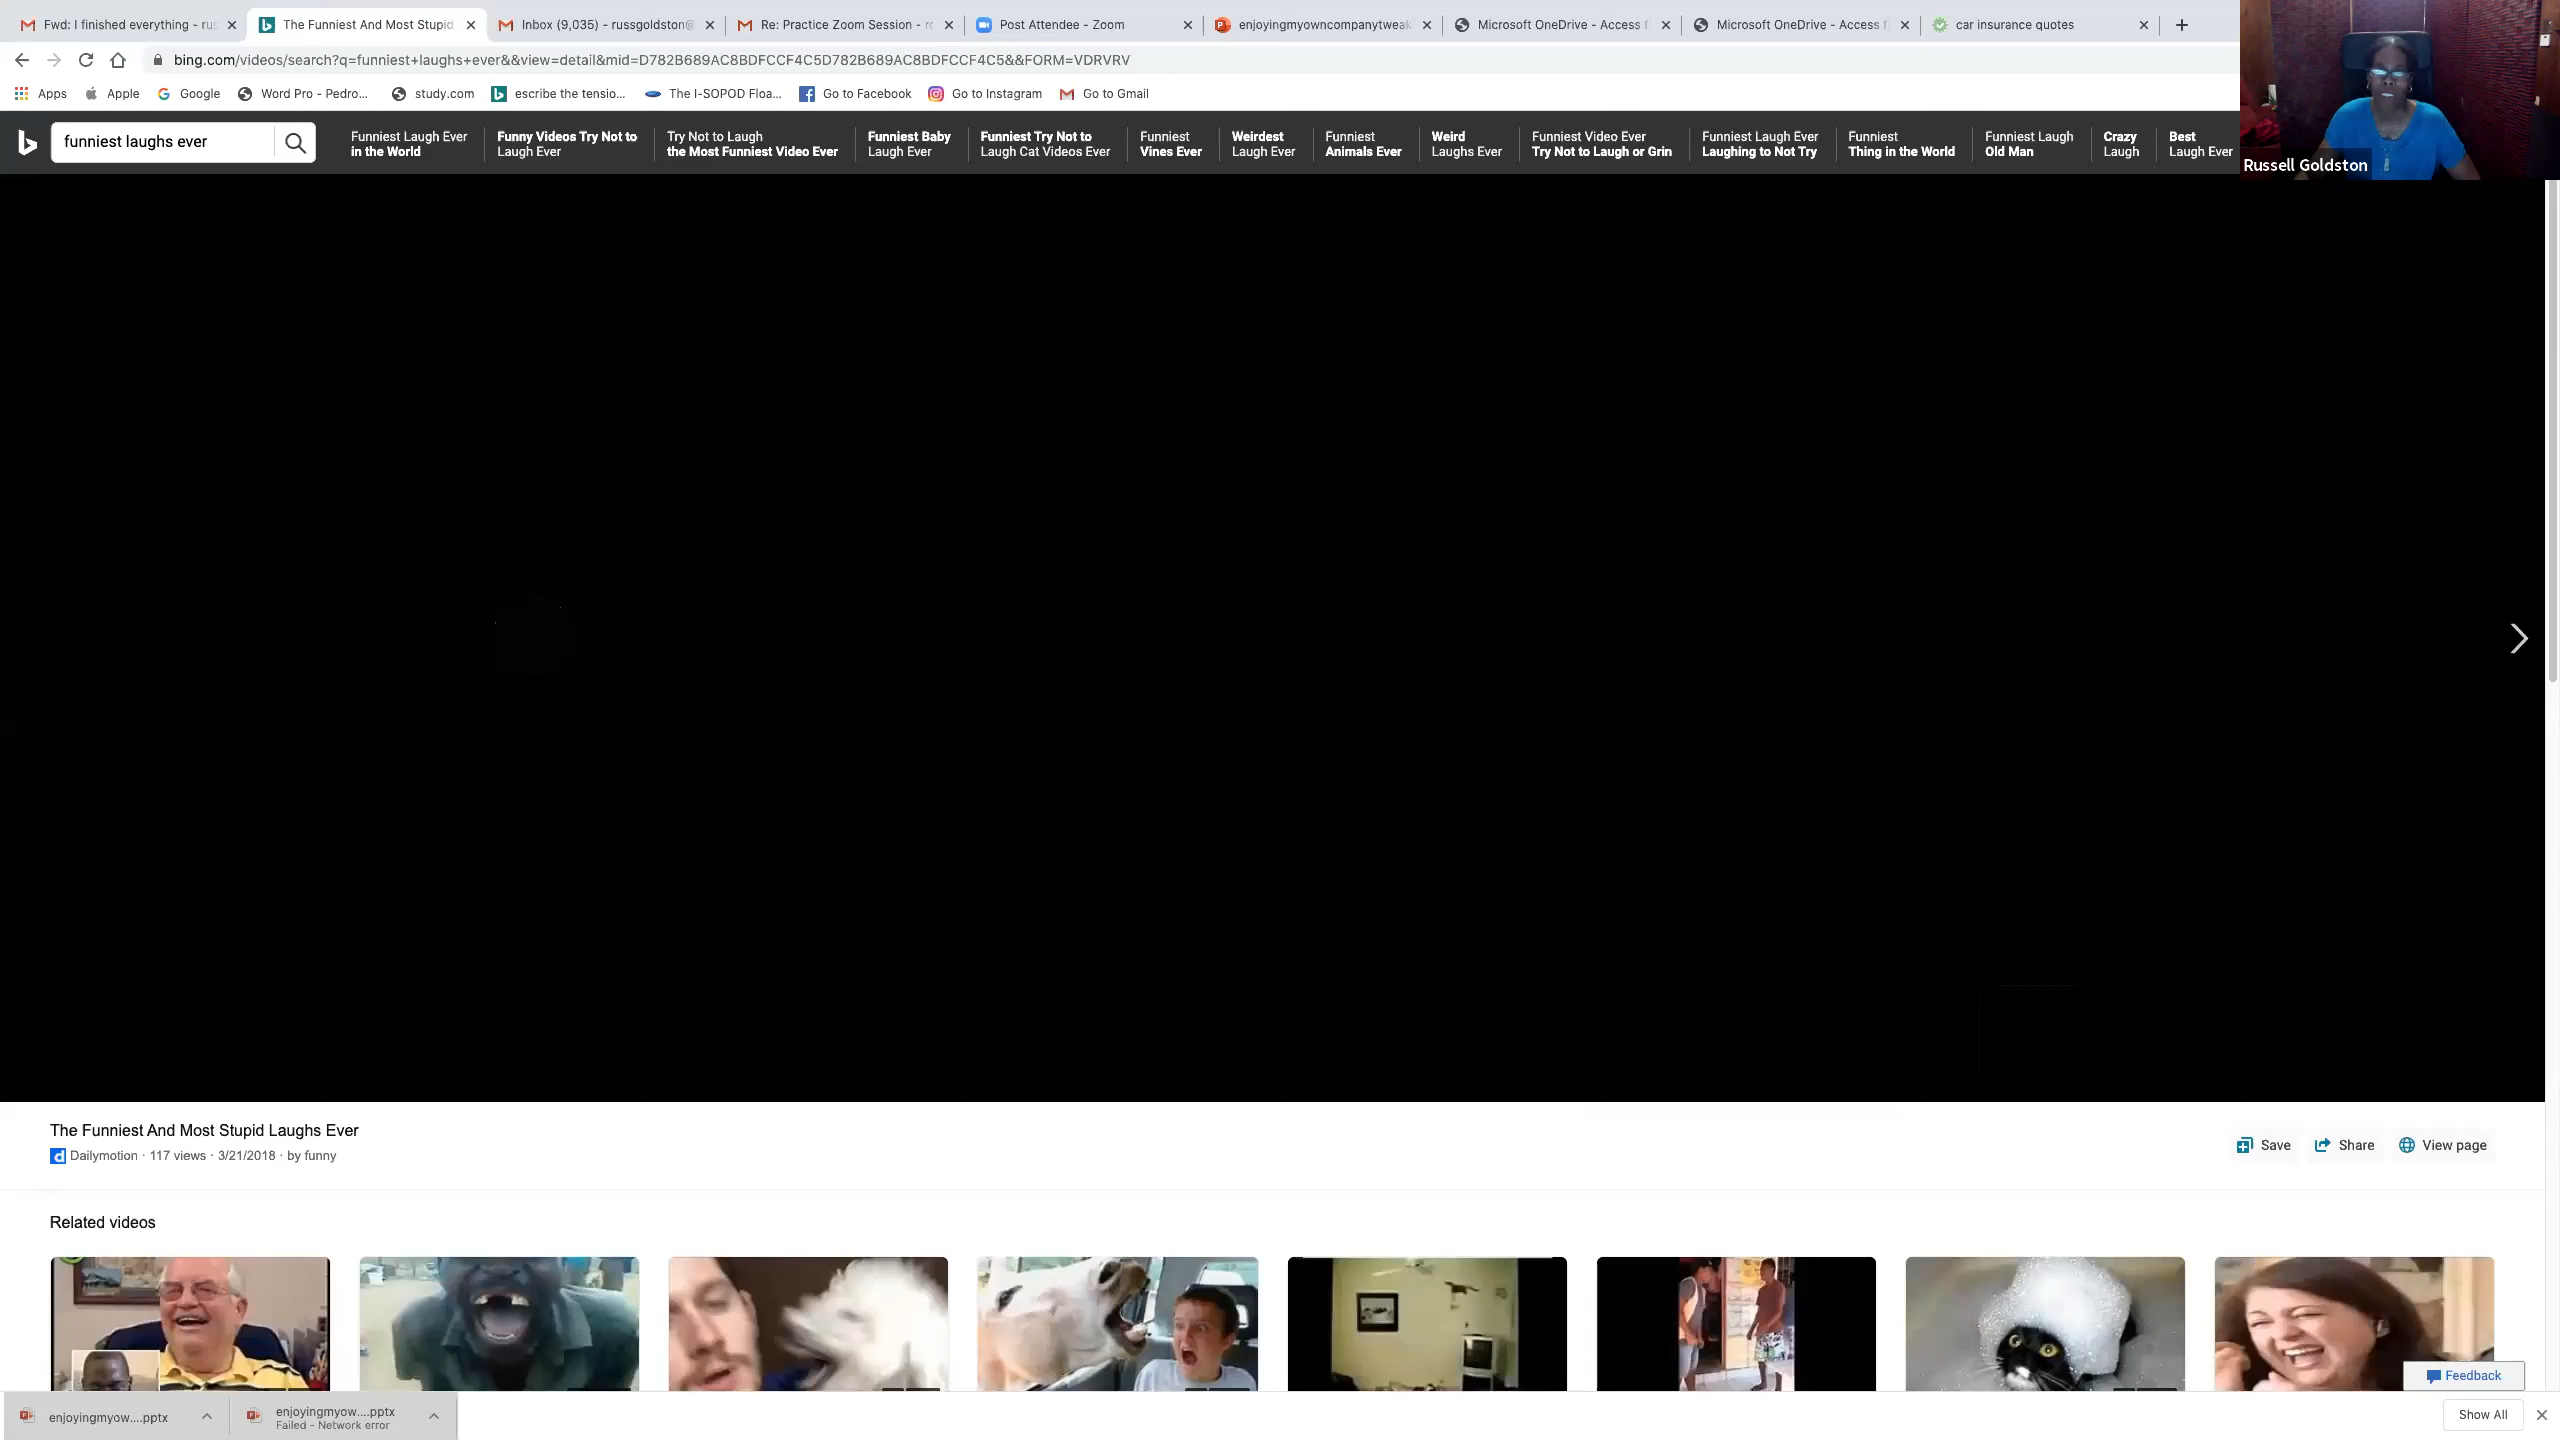 Fwd: I finished everything - rus
The Funniest And Most Stupid
Inbox (9,035) - russgoldston@
Re: Practice Zoom Session - ro
Post Attendee - Zoom
enjoyingmyowncompanytweak
Microsoft OneDrive - Access f
Microsoft OneDrive - Access f
car insurance quotes
bing.com/videos/search?q=funniest+laughs+ever&&view=detail&mid=D782B689AC8BDFCCF4C5D782B689AC8BDFCCF4C5&&FORM=VDRVRV
Apps
Apple
Google
Word Pro - Pedro...
study.com
escribe the tensio...
The I-SOPOD Floa...
Go to Facebook
Go to Instagram
Go to Gmail
funniest laughs ever
Funniest Laugh Ever
in the World
Funny Videos Try Not to
Laugh Ever
Try Not to Laugh
the Most Funniest Video Ever
Funniest Baby
Laugh Ever
Funniest Try Not to
Laugh Cat Videos Ever
Funniest
Vines Ever
Weirdest
Laugh Ever
Funniest
Animals Ever
Weird
Laughs Ever
Funniest Video Ever
Try Not to Laugh or Grin
Funniest Laugh Ever
Laughing to Not Try
Funniest
Thing in the World
Funniest Laugh
Old Man
Crazy
Laugh
Best
Laugh Ever
Russell Goldston
The Funniest And Most Stupid Laughs Ever
Dailymotion · 117 views · 3/21/2018 · by funny
Save
Share
View page
Related videos
Feedback
enjoyingmyow....pptx
enjoyingmyow....pptx
Failed - Network error
Show All